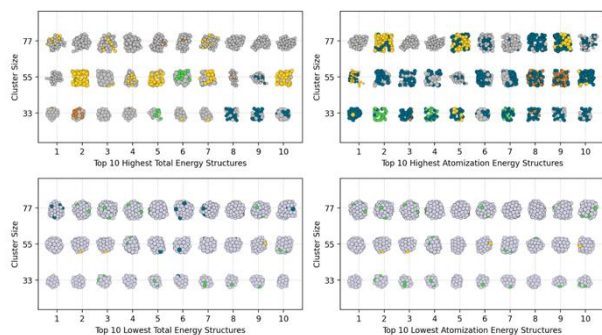 Cluster Size
77
55
33
1 2 3 4 5 6 7 8 9 10
Top 10 Highest Total Energy Structures
Cluster Size
77
55
33
1 2 3 4 5 6 7 8 9 10
Top 10 Highest Atomization Energy Structures
Cluster Size
77
55
33
1 2 3 4 5 6 7 8 9 10
Top 10 Lowest Total Energy Structures
Cluster Size
77
55
33
1 2 3 4 5 6 7 8 9 10
Top 10 Lowest Atomization Energy Structures